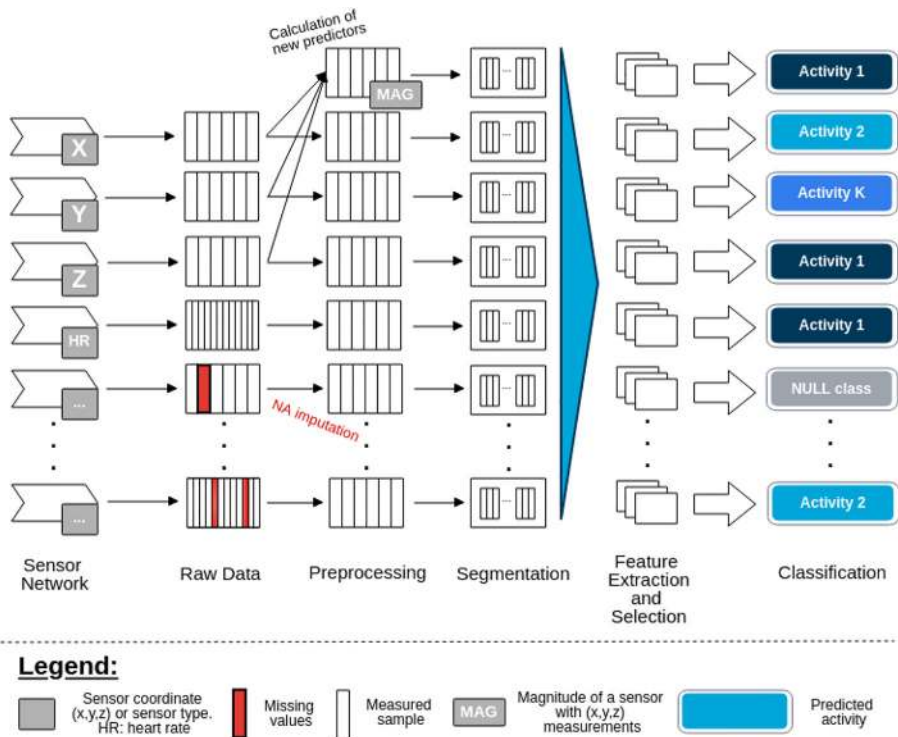 Calculation of
new predictors
MAG
... 
Activity 1
X
...
Activity 2
Y
...
Activity K
Z
...
Activity 1
HR
...
Activity 1
...
...
NULL class
NA imputation
...
...
Activity 2
Sensor
Network
Raw Data
Preprocessing
Segmentation
Feature
Extraction
and
Selection
Classification
Legend:
Sensor coordinate
(x,y,z) or sensor type.
HR: heart rate
Missing
values
Measured
sample
MAG
Magnitude of a sensor
with (x,y,z)
measurements
Predicted
activity